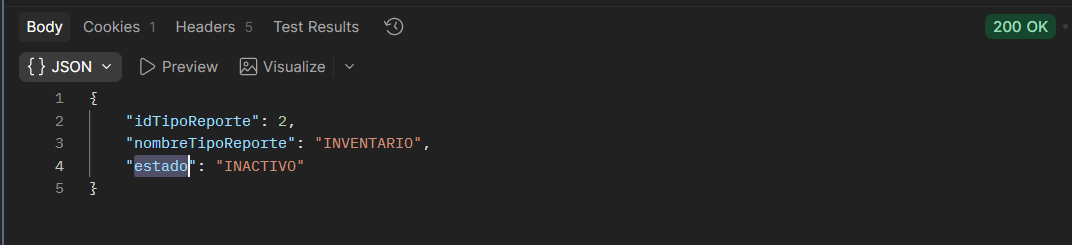 Body Cookies 1 Headers 5 Test Results 200 OK
{} JSON Preview Visualize
1 {
2 "idTipoReporte": 2,
3 "nombreTipoReporte": "INVENTARIO",
4 "estado": "INACTIVO"
5 }